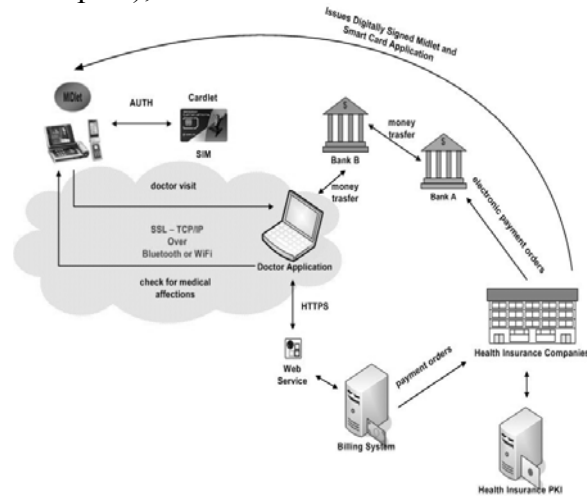 Issues Digitally Signed Midlet and
Smart Card Application
MIDlet
AUTH
Cardlet
SIM
$
Bank B
money
trasfer
$
Bank A
doctor visit
money
trasfer
electronic payment orders
SSL – TCP/IP
Over
Bluetooth or WiFi
Doctor Application
check for medical
affections
HTTPS
Health Insurance Companies
Web
Service
payment orders
Billing System
Health Insurance PKI